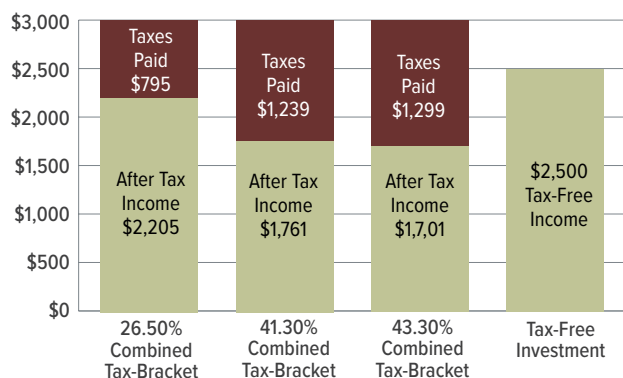 $3,000
$2,500
$2,000
$1,500
$1,000
$500
$0
Taxes
Paid
$795
After Tax
Income
$2,205
Taxes
Paid
$1,239
After Tax
Income
$1,761
Taxes
Paid
$1,299
After Tax
Income
$1,7,01
$2,500
Tax-Free
Income
26.50%
Combined
Tax-Bracket
41.30%
Combined
Tax-Bracket
43.30%
Combined
Tax-Bracket
Tax-Free
Investment